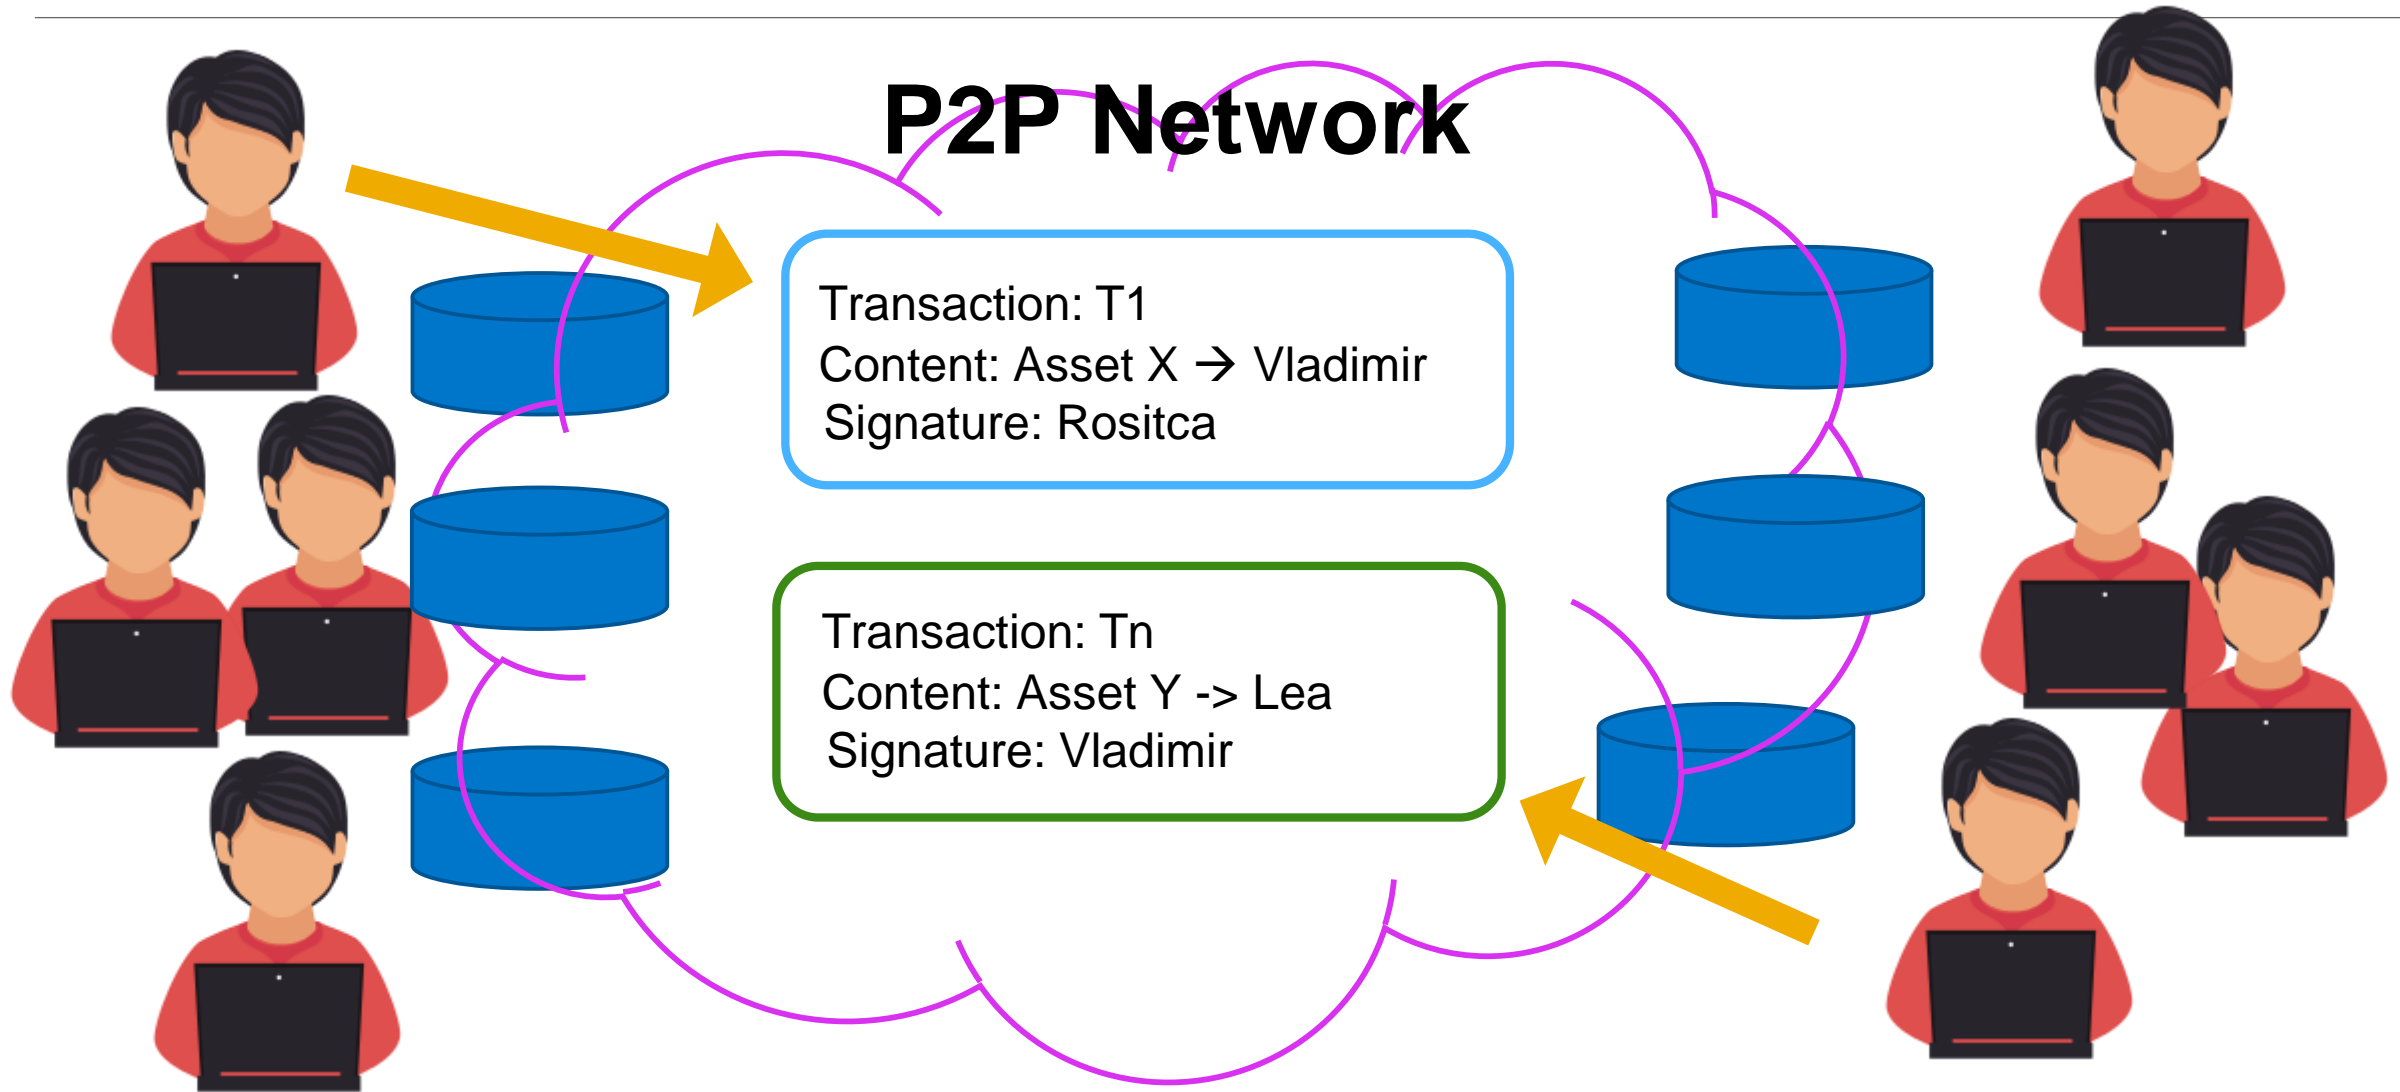 P2P Network
Transaction: T1
Content: Asset X → Vladimir
Signature: Rositca
Transaction: Tn
Content: Asset Y -> Lea
Signature: Vladimir